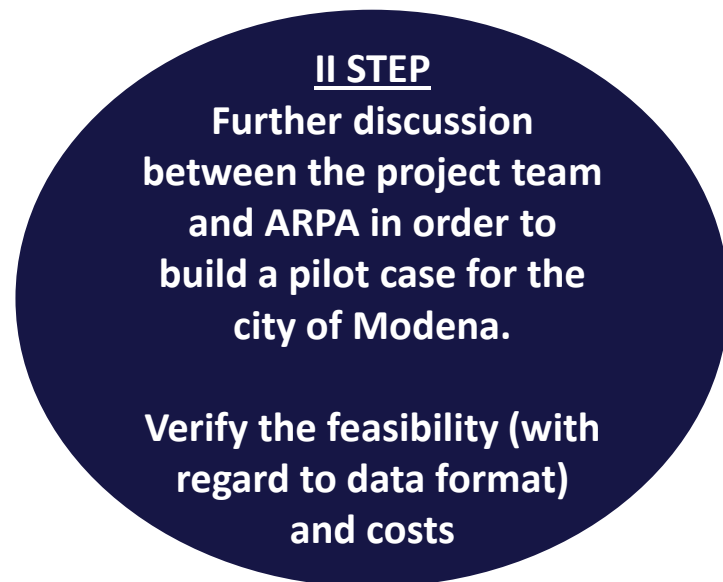 II STEP
Further discussion
between the project team
and ARPA in order to
build a pilot case for the
city of Modena.
Verify the feasibility (with
regard to data format)
and costs